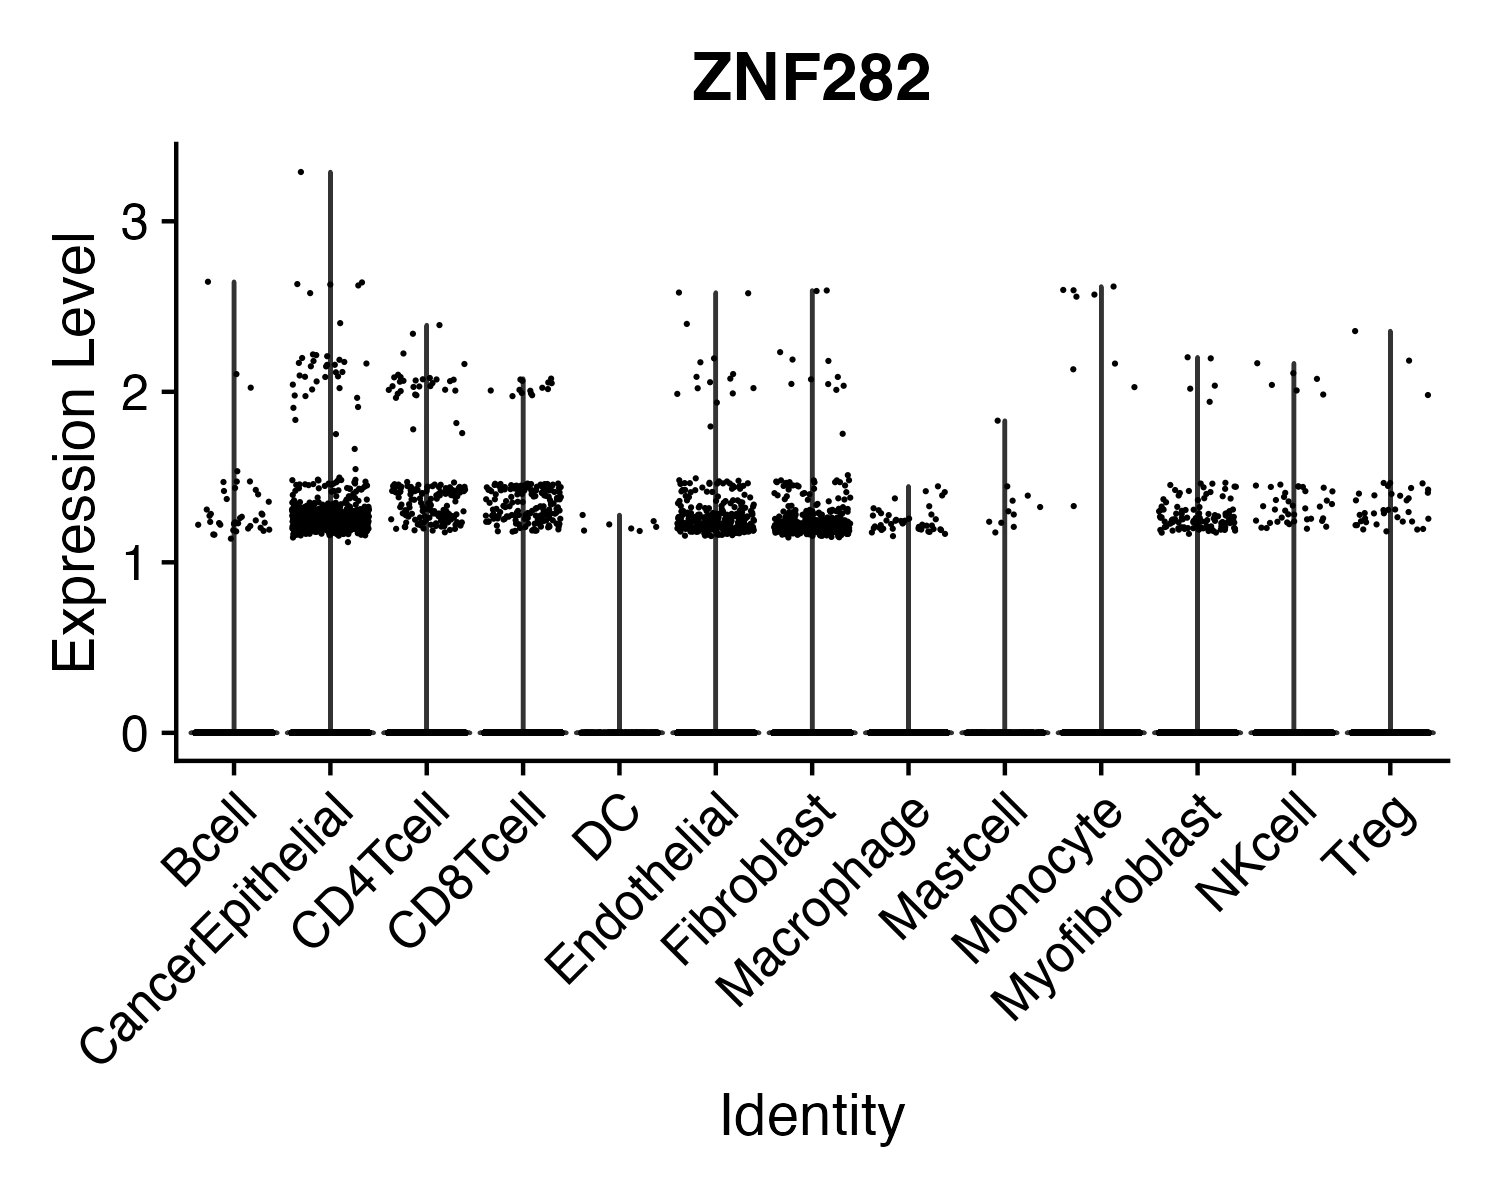 ZNF282
Expression Level
3
2
1
0
Bcell
CancerEpithelial
CD4Tcell
CD8Tcell
DC
Endothelial
Fibroblast
Macrophage
Mastcell
Monocyte
Myofibroblast
NKcell
Treg
Identity